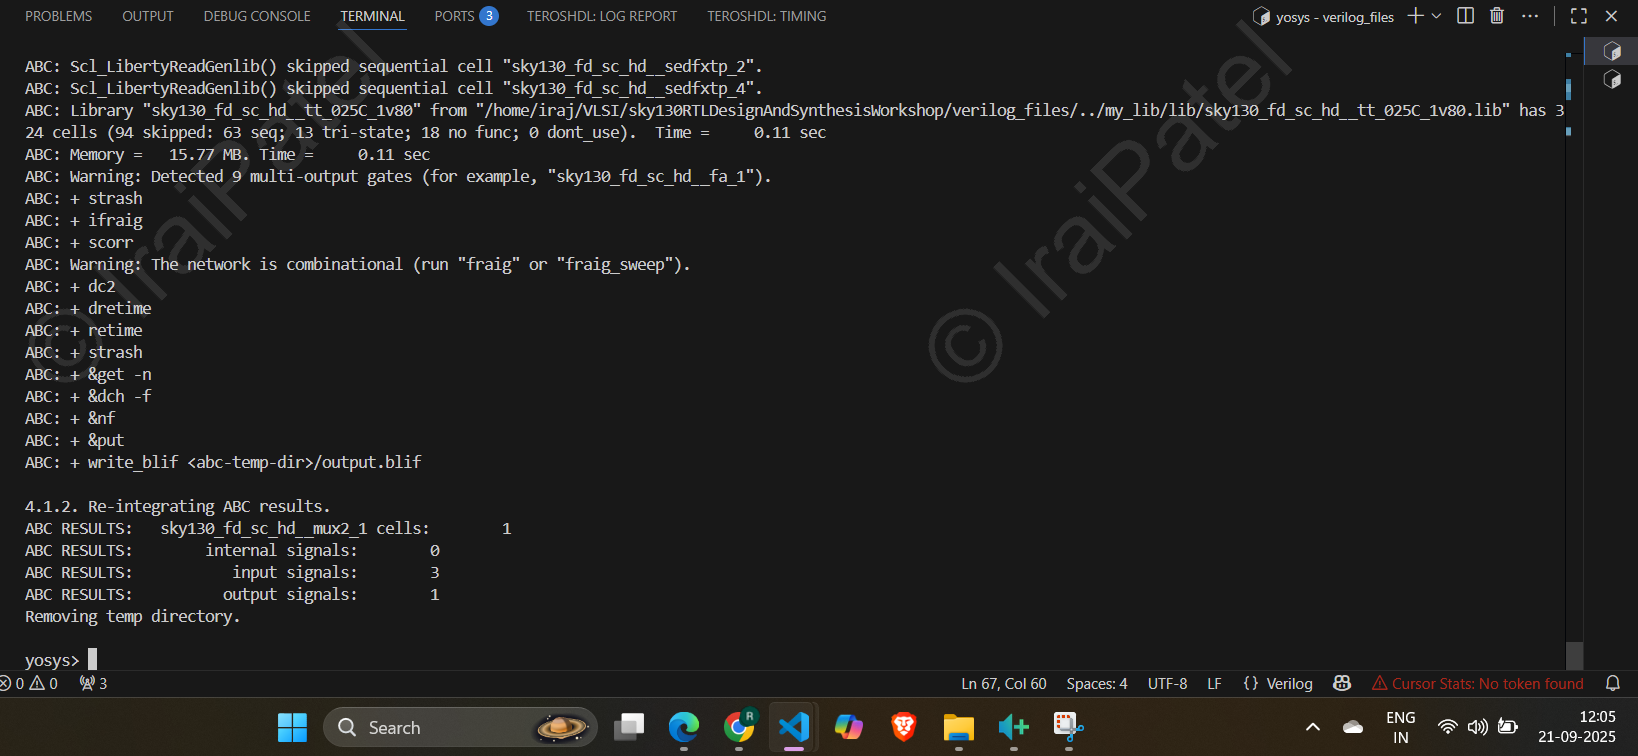 PROBLEMS OUTPUT DEBUG CONSOLE TERMINAL PORTS 3 TEROSHDL: LOG REPORT TEROSHDL: TIMING yosys - verilog_files
ABC: Scl_LibertyReadGenlib() skipped sequential cell "sky130_fd_sc_hd__sedfxtp_2".
ABC: Scl_LibertyReadGenlib() skipped sequential cell "sky130_fd_sc_hd__sedfxtp_4".
ABC: Library "sky130_fd_sc_hd__tt_025C_1v80" from "/home/iraj/VLSI/sky130RTLDesignAndSynthesisWorkshop/verilog_files/../my_lib/lib/sky130_fd_sc_hd__tt_025C_1v80.lib" has 3
24 cells (94 skipped: 63 seq; 13 tri-state; 18 no func; 0 dont_use).  Time =     0.11 sec
ABC: Memory =   15.77 MB. Time =     0.11 sec
ABC: Warning: Detected 9 multi-output gates (for example, "sky130_fd_sc_hd__fa_1").
ABC: + strash
ABC: + ifraig
ABC: + scorr
ABC: Warning: The network is combinational (run "fraig" or "fraig_sweep").
ABC: + dc2
ABC: + dretime
ABC: + retime
ABC: + strash
ABC: + &get -n
ABC: + &dch -f
ABC: + &nf
ABC: + &put
ABC: + write_blif <abc-temp-dir>/output.blif
4.1.2. Re-integrating ABC results.
ABC RESULTS:   sky130_fd_sc_hd__mux2_1 cells:        1
ABC RESULTS:        internal signals:        0
ABC RESULTS:           input signals:        3
ABC RESULTS:          output signals:        1
Removing temp directory.
yosys>
© IraiPatel
© IraiPatel
0 0 3 Ln 67, Col 60 Spaces: 4 UTF-8 LF {} Verilog Cursor Stats: No token found
Search
R
ENG
IN
12:05
21-09-2025